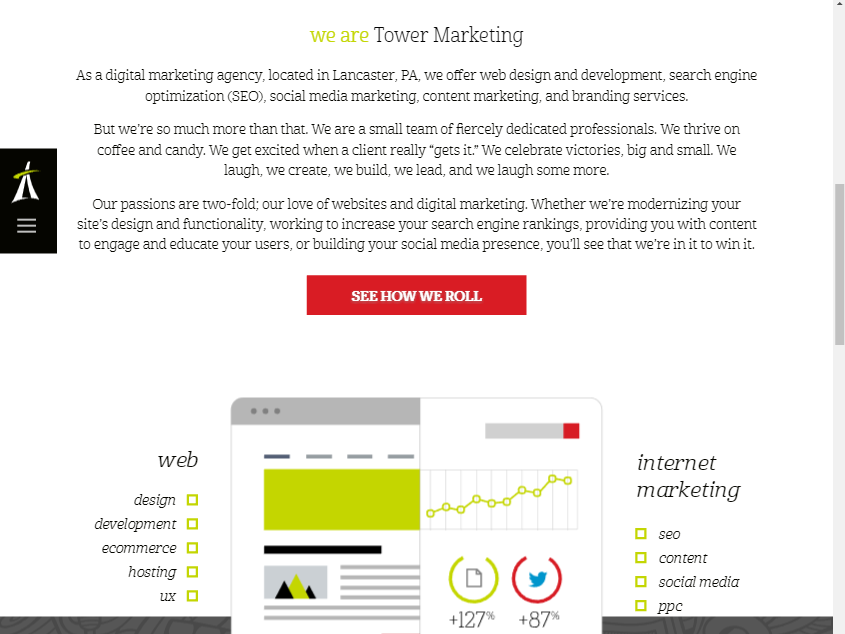 we are Tower Marketing
As a digital marketing agency, located in Lancaster, PA, we offer web design and development, search engine
optimization (SEO), social media marketing, content marketing, and branding services.
But we're so much more than that. We are a small team of fiercely dedicated professionals. We thrive on
coffee and candy. We get excited when a client really “gets it.” We celebrate victories, big and small. We
laugh, we create, we build, we lead, and we laugh some more.
Our passions are two-fold; our love of websites and digital marketing. Whether we're modernizing your
site's design and functionality, working to increase your search engine rankings, providing you with content
to engage and educate your users, or building your social media presence, you'll see that we're in it to win it.
SEE HOW WE ROLL
web
design
development
ecommerce
hosting
ux
+127%
+87%
internet
marketing
seo
content
social media
ppc